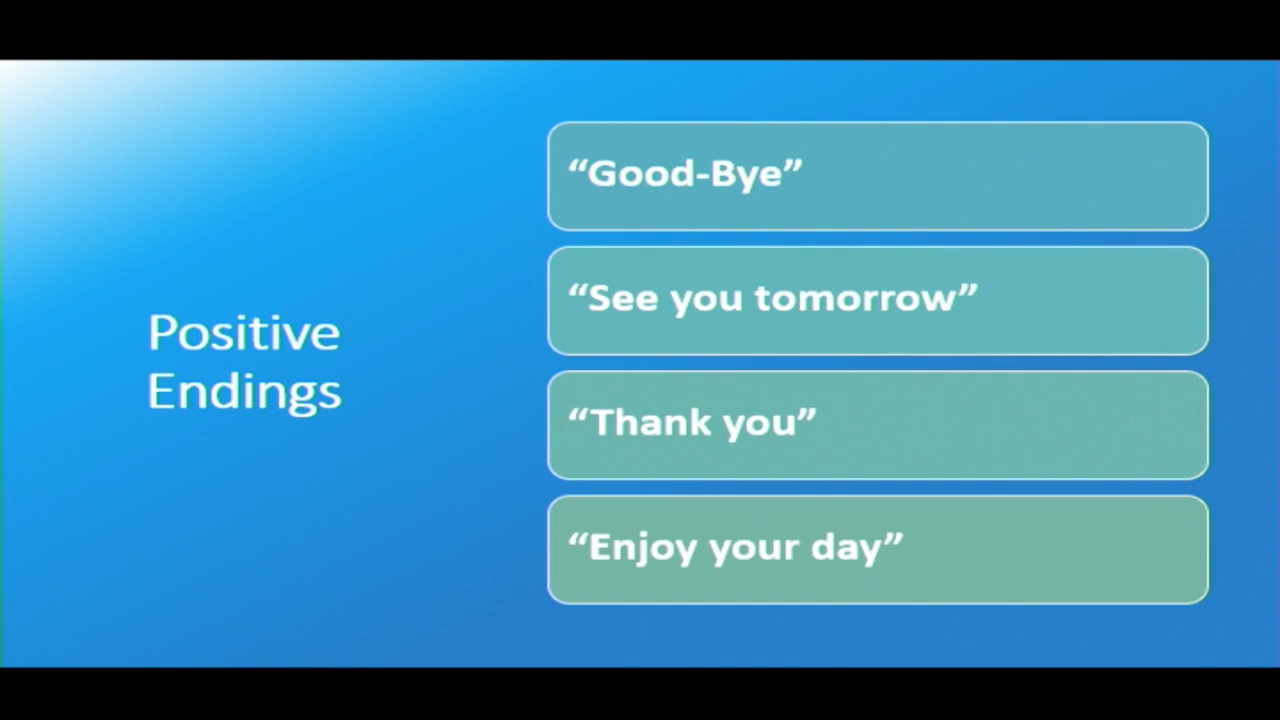 Positive
Endings
“Good-Bye”
“See you tomorrow”
“Thank you”
“Enjoy your day”